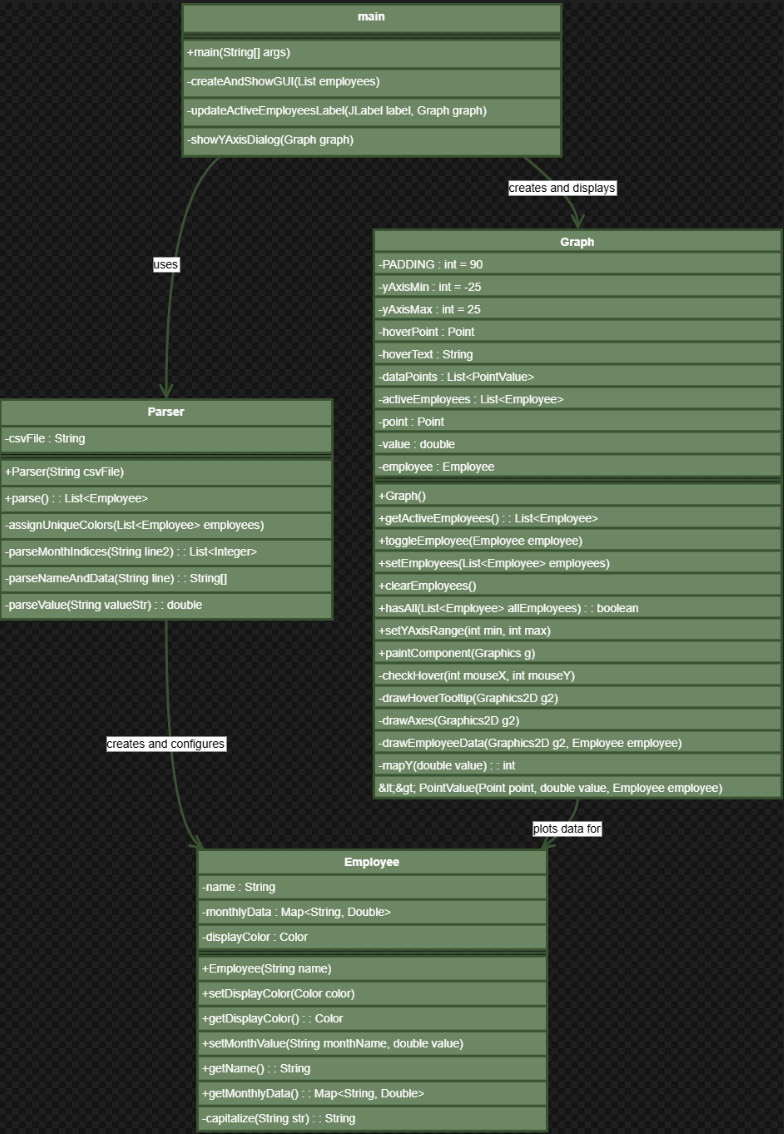 main
+main(String[] args)
-createAndShowGUI(List employees)
-updateActiveEmployeesLabel(JLabel label, Graph graph)
-showYAxisDialog(Graph graph)
creates and displays
uses
Graph
-PADDING : int = 90
-yAxisMin : int = -25
-yAxisMax : int = 25
-hoverPoint : Point
-hoverText : String
-dataPoints : List<PointValue>
-activeEmployees : List<Employee>
-point : Point
-value : double
-employee : Employee
+Graph()
+getActiveEmployees() : : List<Employee>
+toggleEmployee(Employee employee)
+setEmployees(List<Employee> employees)
+clearEmployees()
+hasAll(List<Employee> allEmployees) : : boolean
+setYAxisRange(int min, int max)
+paintComponent(Graphics g)
-checkHover(int mouseX, int mouseY)
-drawHoverTooltip(Graphics2D g2)
-drawAxes(Graphics2D g2)
-drawEmployeeData(Graphics2D g2, Employee employee)
-mapY(double value) : : int
&lt;&gt; PointValue(Point point, double value, Employee employee)
Parser
-csvFile : String
+Parser(String csvFile)
+parse() : : List<Employee>
-assignUniqueColors(List<Employee> employees)
-parseMonthIndices(String line2) : : List<Integer>
-parseNameAndData(String line) : : String[]
-parseValue(String valueStr) : : double
creates and configures
plots data for
Employee
-name : String
-monthlyData : Map<String, Double>
-displayColor : Color
+Employee(String name)
+setDisplayColor(Color color)
+getDisplayColor() : : Color
+setMonthValue(String monthName, double value)
+getName() : : String
+getMonthlyData() : : Map<String, Double>
-capitalize(String str) : : String